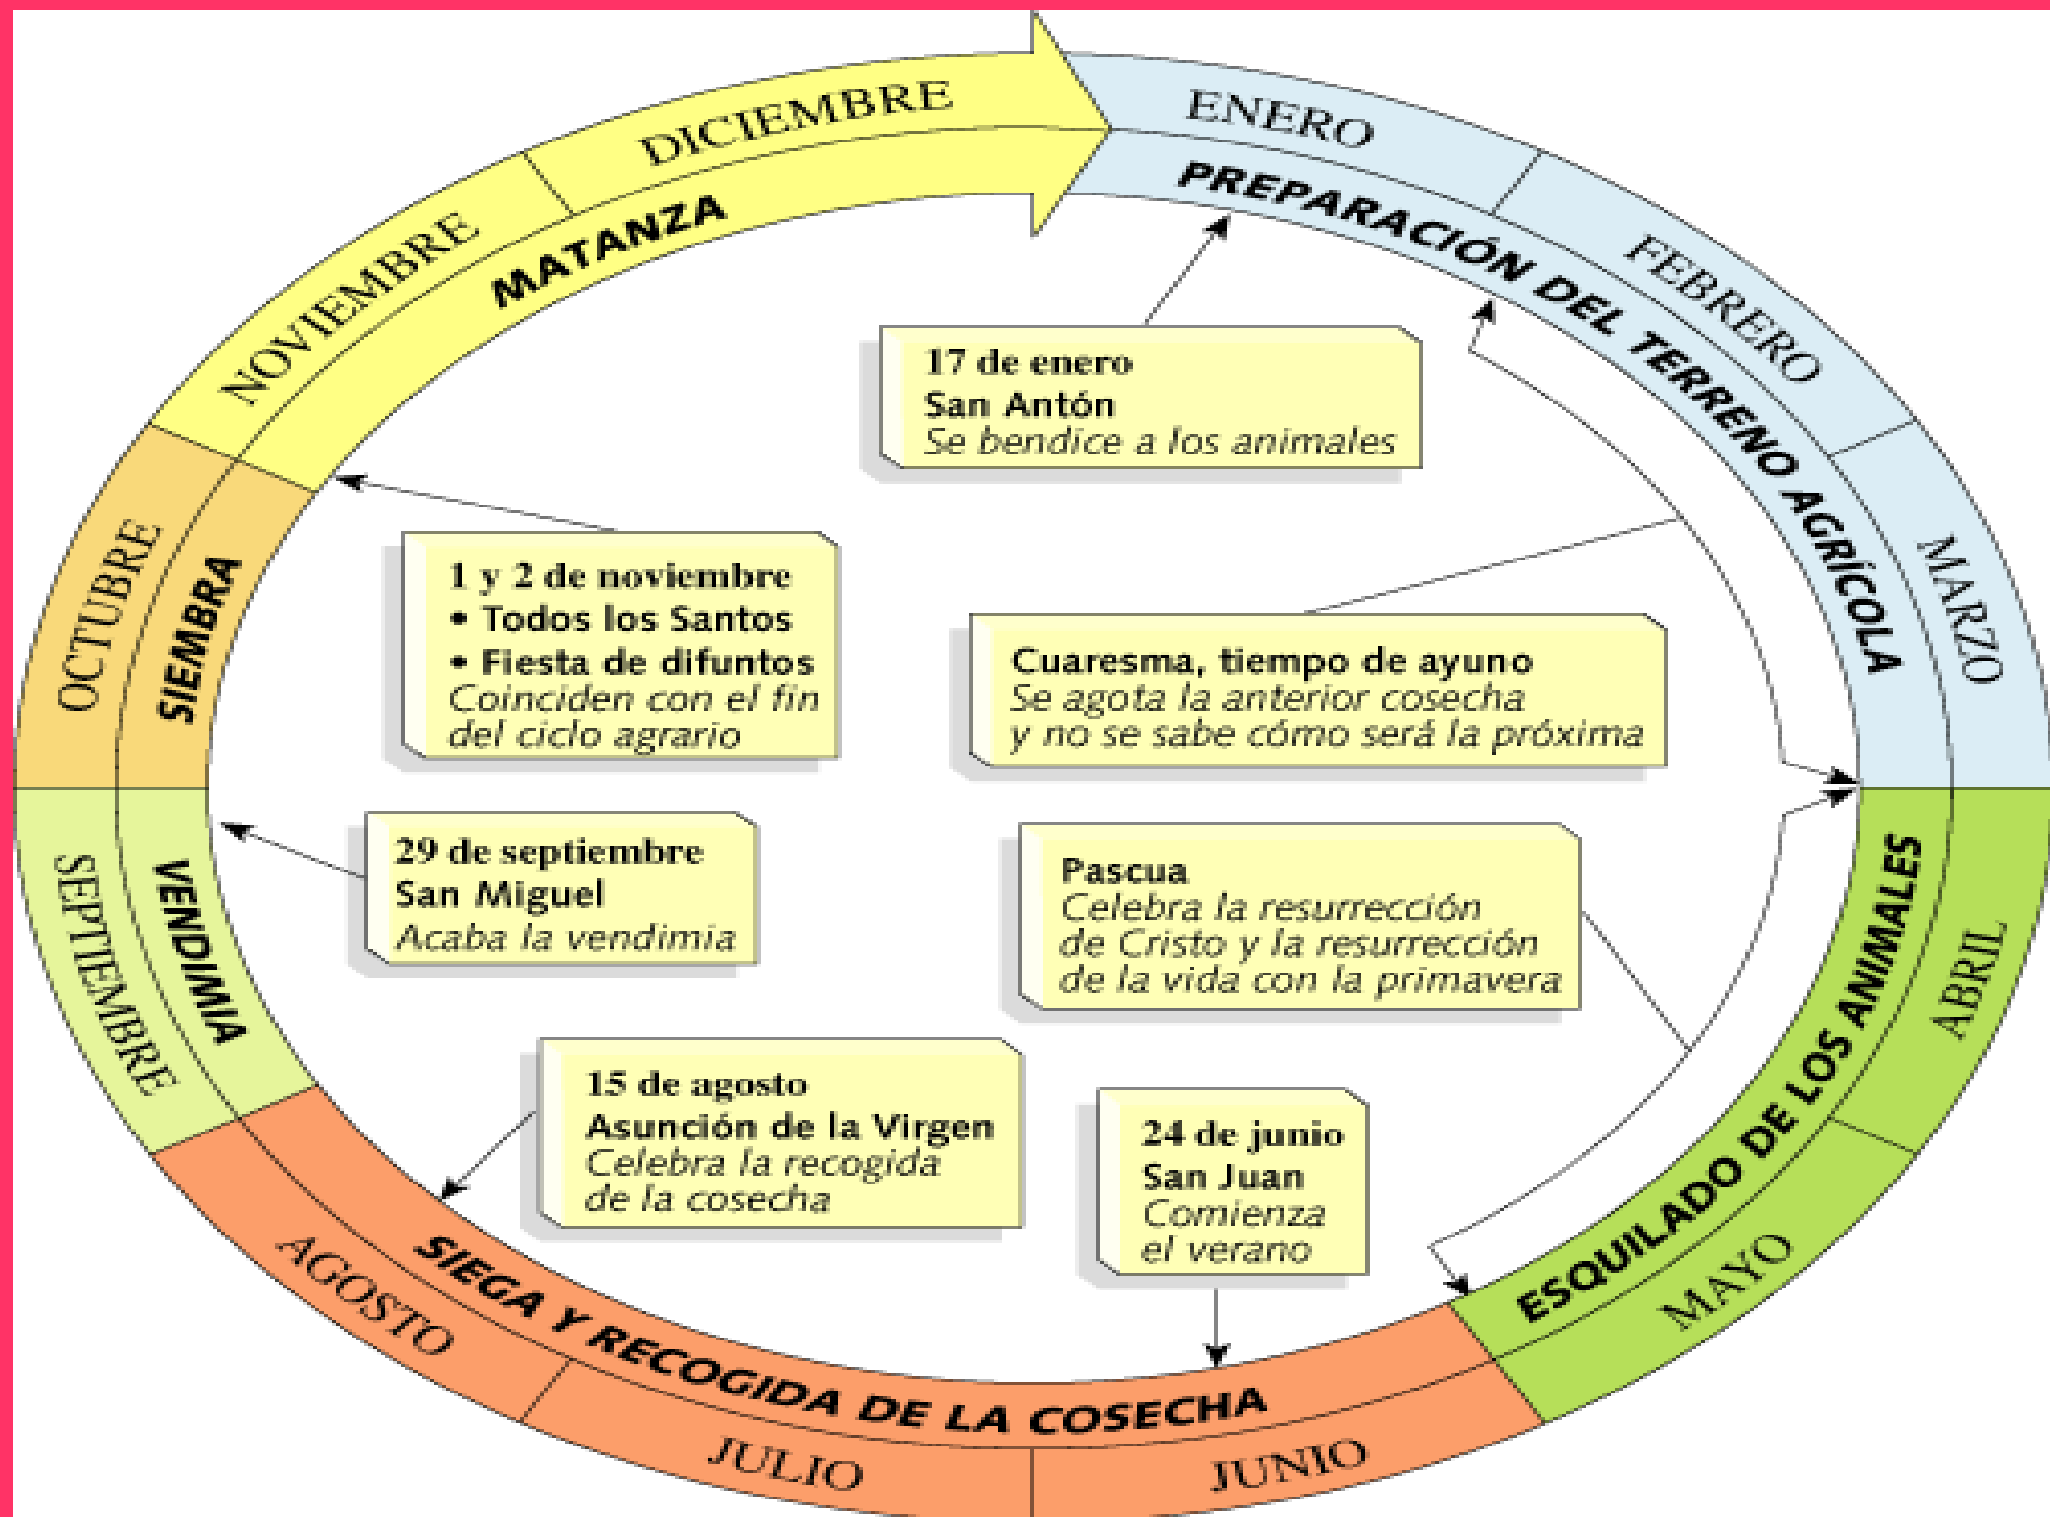 ENERO
FEBRERO
MARZO
ABRIL
MAYO
JUNIO
JULIO
AGOSTO
SEPTIEMBRE
OCTUBRE
NOVIEMBRE
DICIEMBRE
PREPARACIÓN DEL TERRENO AGRÍCOLA
ESQUILADO DE LOS ANIMALES
SIEGA Y RECOGIDA DE LA COSECHA
VENDIMIA
SIEMBRA
MATANZA
17 de enero
San Antón
Se bendice a los animales
Cuaresma, tiempo de ayuno
Se agota la anterior cosecha
y no se sabe cómo será la próxima
Pascua
Celebra la resurrección
de Cristo y la resurrección
de la vida con la primavera
24 de junio
San Juan
Comienza
el verano
15 de agosto
Asunción de la Virgen
Celebra la recogida
de la cosecha
29 de septiembre
San Miguel
Acaba la vendimia
1 y 2 de noviembre
• Todos los Santos
• Fiesta de difuntos
Coinciden con el fin
del ciclo agrario